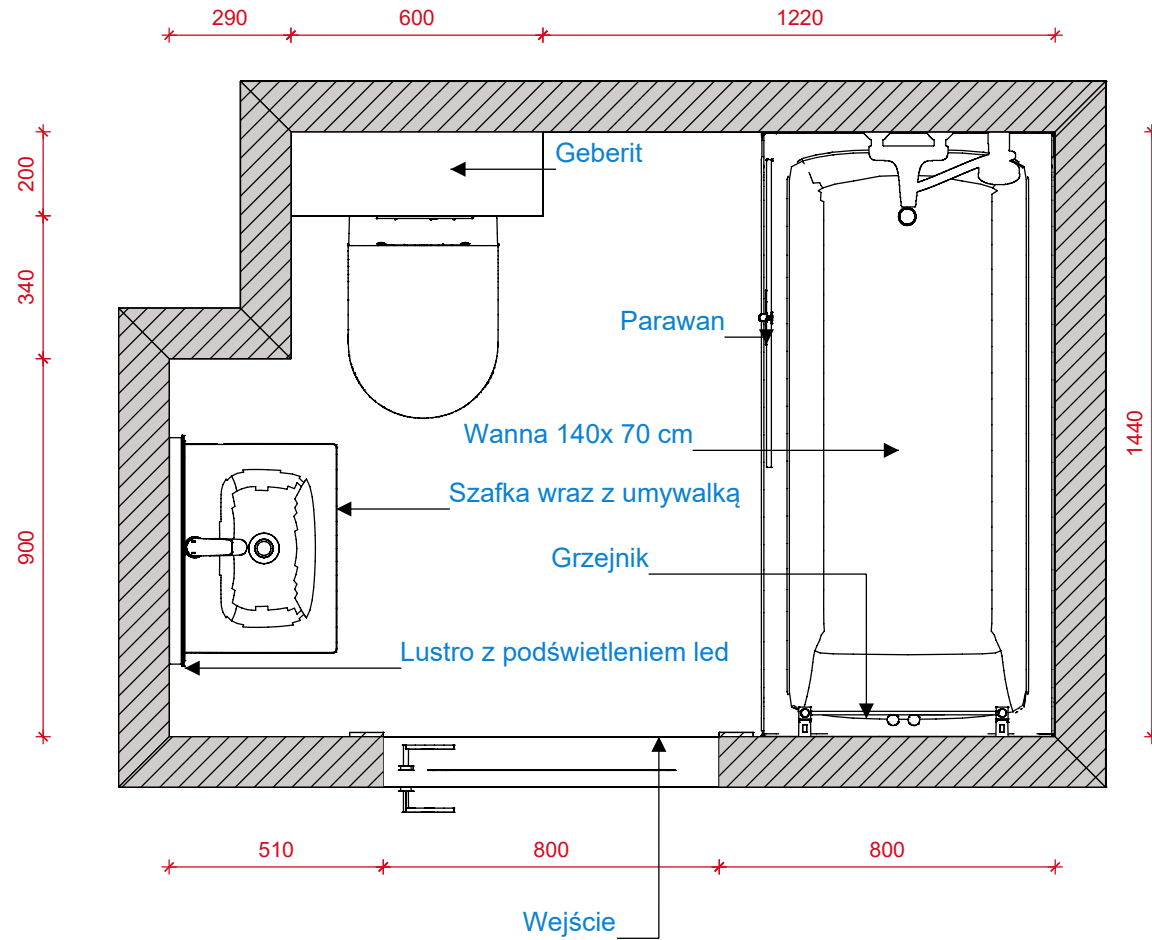 290
600
1220
200
Geberit
340
Parawan
1440
Wanna 140x 70 cm
Szafka wraz z umywalką
900
Grzejnik
Lustro z podświetleniem led
510
800
800
Wejście